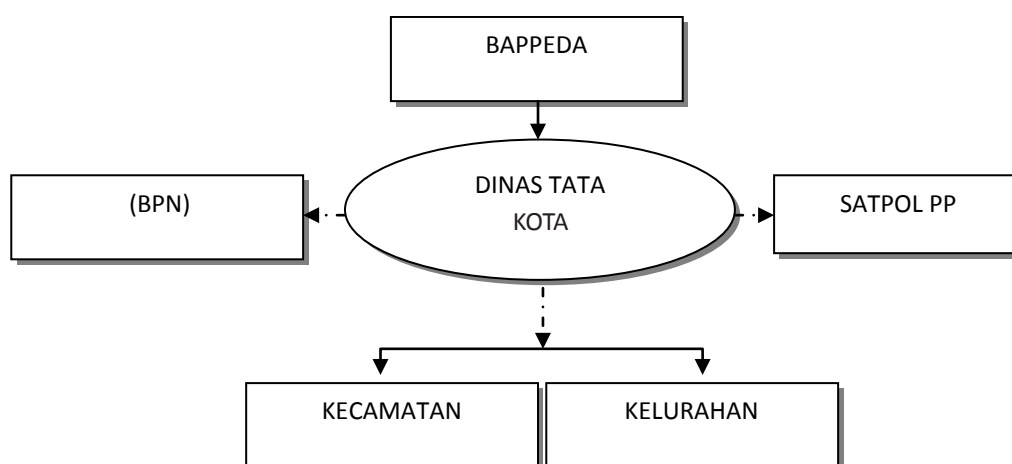 BAPPEDA
(BPN)
DINAS TATA
KOTA
SATPOL PP
KECAMATAN
KELURAHAN